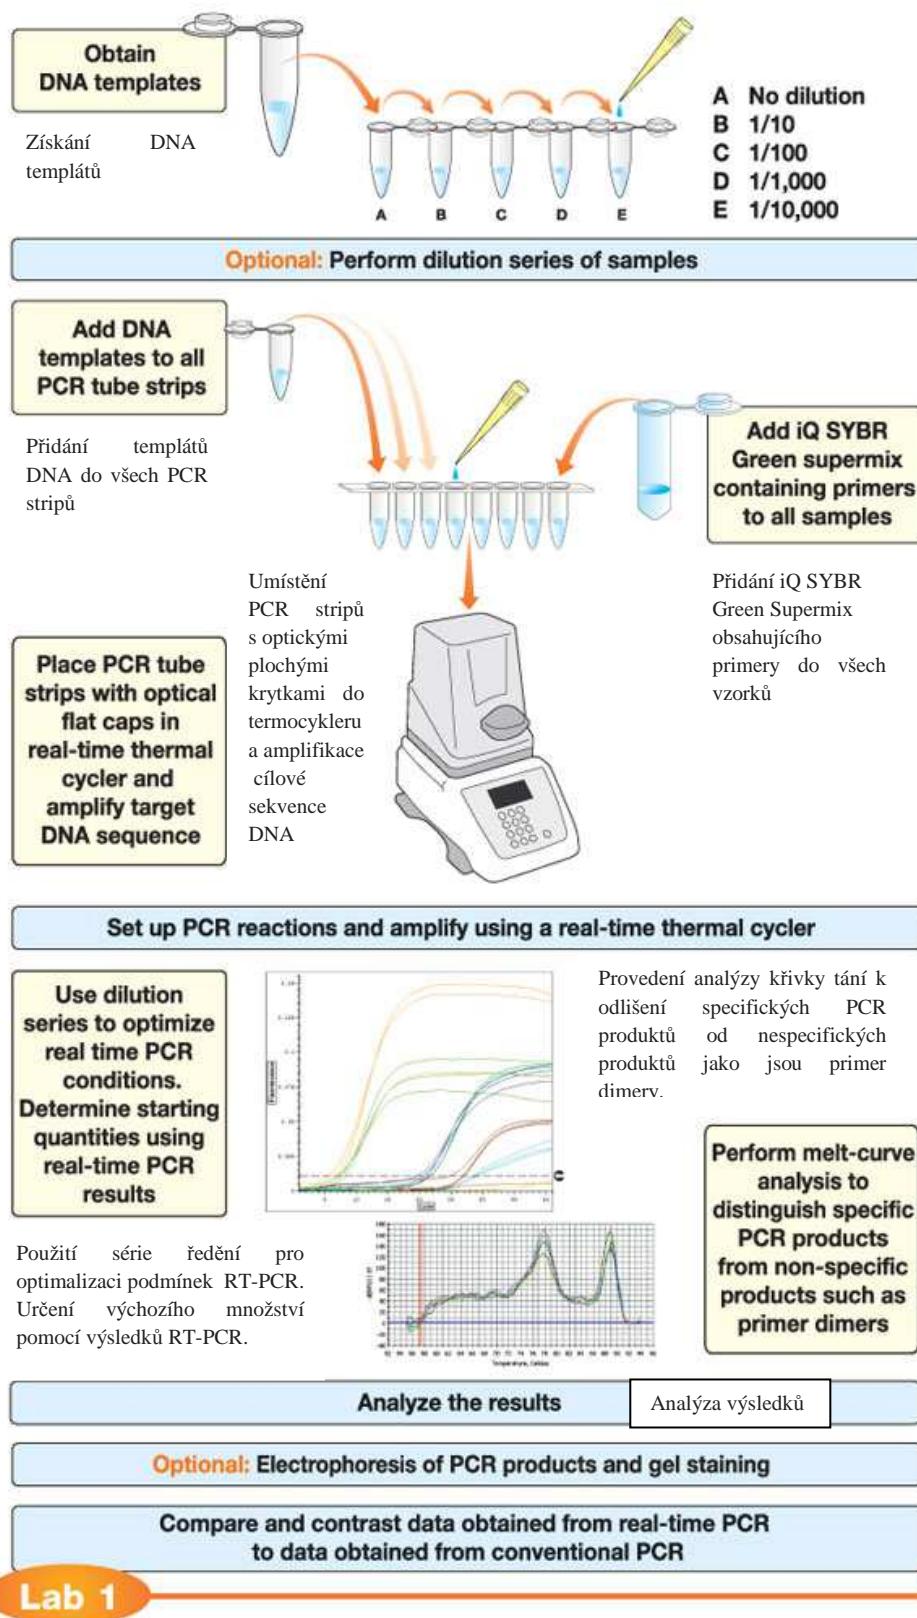 Obtain
DNA templates
Získání DNA
templátů
A No dilution
B 1/10
C 1/100
D 1/1,000
E 1/10,000
A B C D E
Optional: Perform dilution series of samples
Add DNA
templates to all
PCR tube strips
Přidání templátů
DNA do všech PCR
stripů
Add iQ SYBR
Green supermix
containing primers
to all samples
Přidání iQ SYBR
Green Supermix
obsahujícího
primery do všech
vzorků
Place PCR tube
strips with optical
flat caps in
real-time thermal
cycler and
amplify target
DNA sequence
Umístění
PCR stripů
s optickými
plochými
krytkami do
termocykleru
a amplifikace
cílové
sekvence
DNA
Set up PCR reactions and amplify using a real-time thermal cycler
Use dilution
series to optimize
real time PCR
conditions.
Determine starting
quantities using
real-time PCR
results
Použití série ředění pro
optimalizaci podmínek RT-PCR.
Určení výchozího množství
pomocí výsledků RT-PCR.
Provedení analýzy křivky tání k
odlišení specifických PCR
produktů od nespecifických
produktů jako jsou primer
dimery.
Perform melt-curve
analysis to
distinguish specific
PCR products
from non-specific
products such as
primer dimers
Temperature, Celsius
Analyze the results
Analýza výsledků
Optional: Electrophoresis of PCR products and gel staining
Compare and contrast data obtained from real-time PCR
to data obtained from conventional PCR
Lab 1